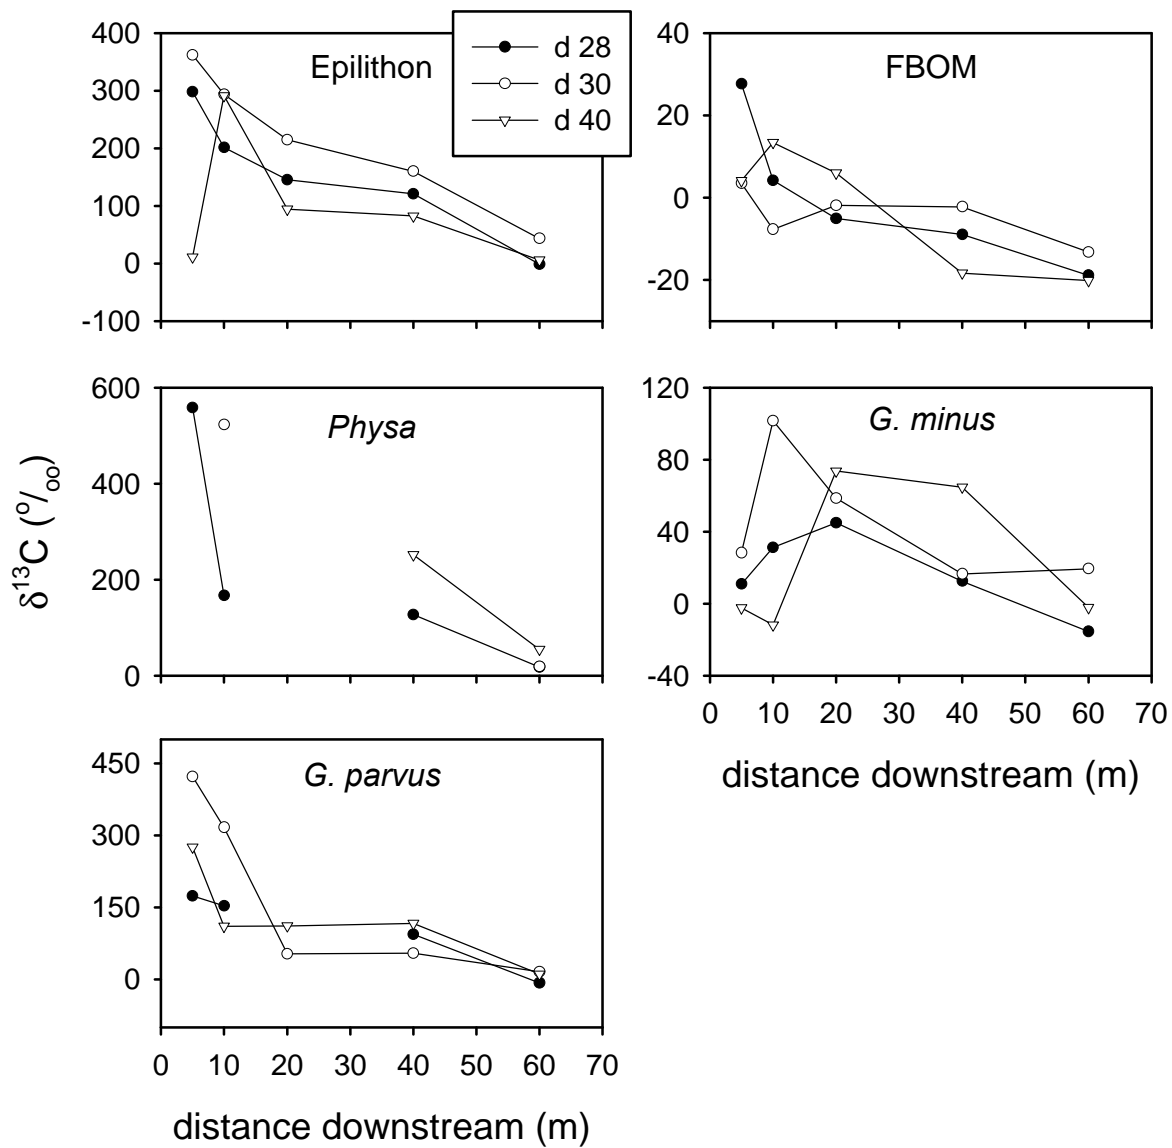 Epilithon
400
300
200
100
0
-100
d 28
d 30
d 40
FBOM
40
20
0
-20
Physa
600
400
200
0
G. minus
120
80
40
0
-40
0 10 20 30 40 50 60 70
distance downstream (m)
δ¹³C (º/ₒₒ)
G. parvus
450
300
150
0
0 10 20 30 40 50 60 70
distance downstream (m)